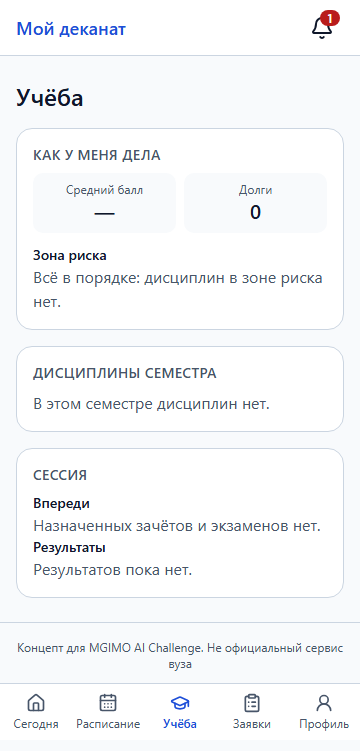 Мой деканат
1
Учёба
КАК У МЕНЯ ДЕЛА
Средний балл
—
Долги
0
Зона риска
Всё в порядке: дисциплин в зоне риска
нет.
ДИСЦИПЛИНЫ СЕМЕСТРА
В этом семестре дисциплин нет.
СЕССИЯ
Впереди
Назначенных зачётов и экзаменов нет.
Результаты
Результатов пока нет.
Концепт для MGIMO AI Challenge. Не официальный сервис
вуза
Сегодня
Расписание
Учёба
Заявки
Профиль